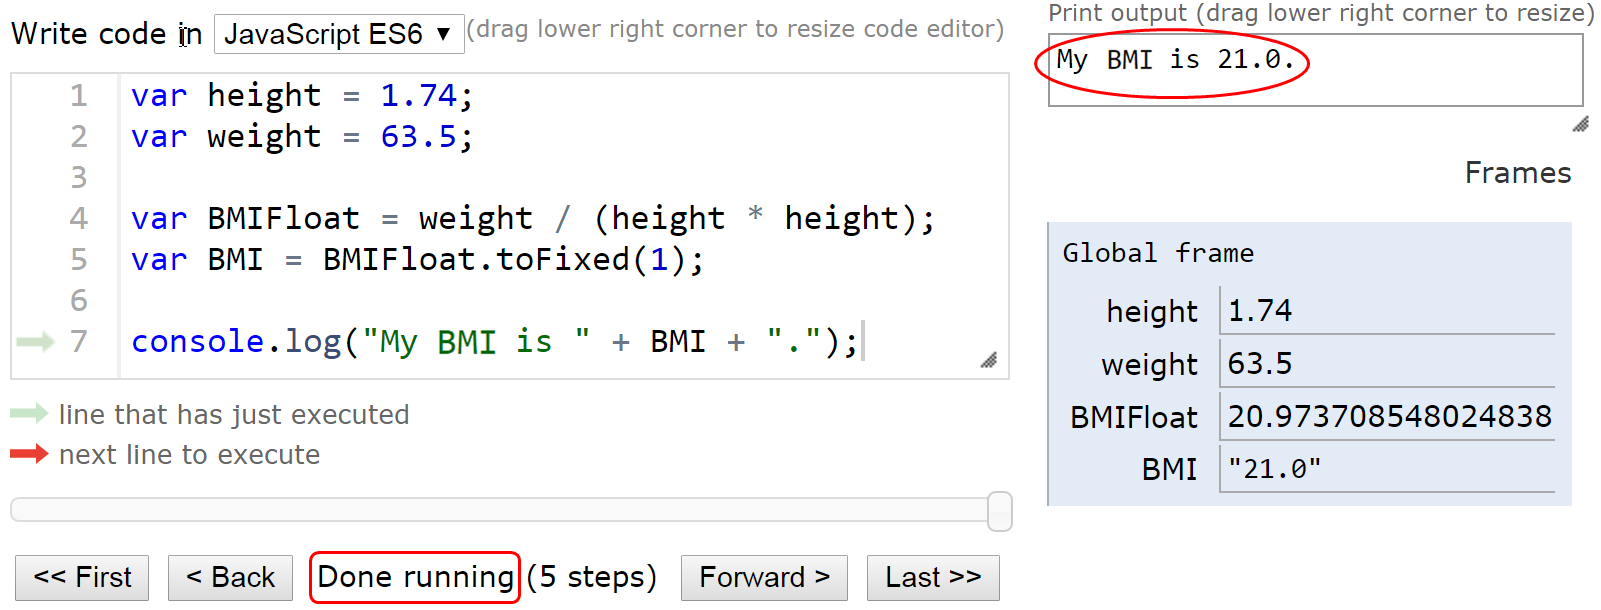 Write code in JavaScript ES6 ▼ (drag lower right corner to resize code editor)
1 var height = 1.74;
2 var weight = 63.5;
3
4 var BMIFloat = weight / (height * height);
5 var BMI = BMIFloat.toFixed(1);
6
7 console.log("My BMI is " + BMI + ".");
line that has just executed
next line to execute
<< First < Back Done running (5 steps) Forward > Last >>
Print output (drag lower right corner to resize)
My BMI is 21.0.
Frames
Global frame
height 1.74
weight 63.5
BMIFloat 20.973708548024838
BMI "21.0"